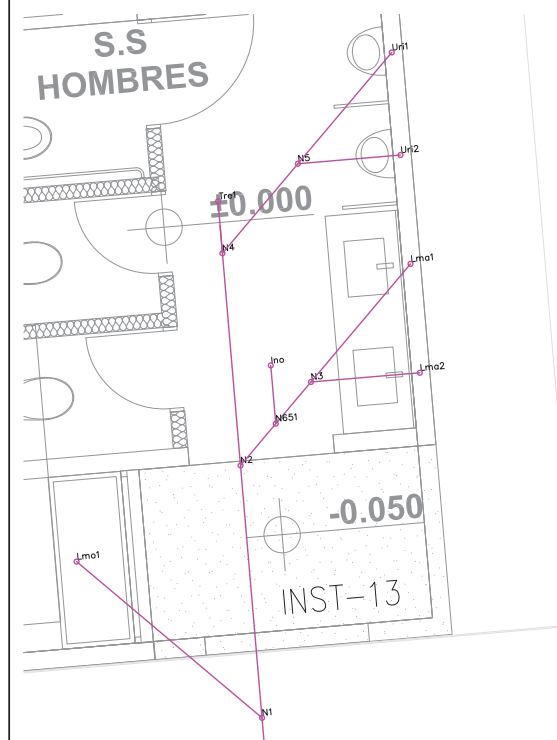 S.S
HOMBRES
Uri1
Uri2
N5
Tre1
±0.000
N4
Lma1
Ino
Lma2
N3
N651
N2
-0.050
Lmo1
INST-13
N1